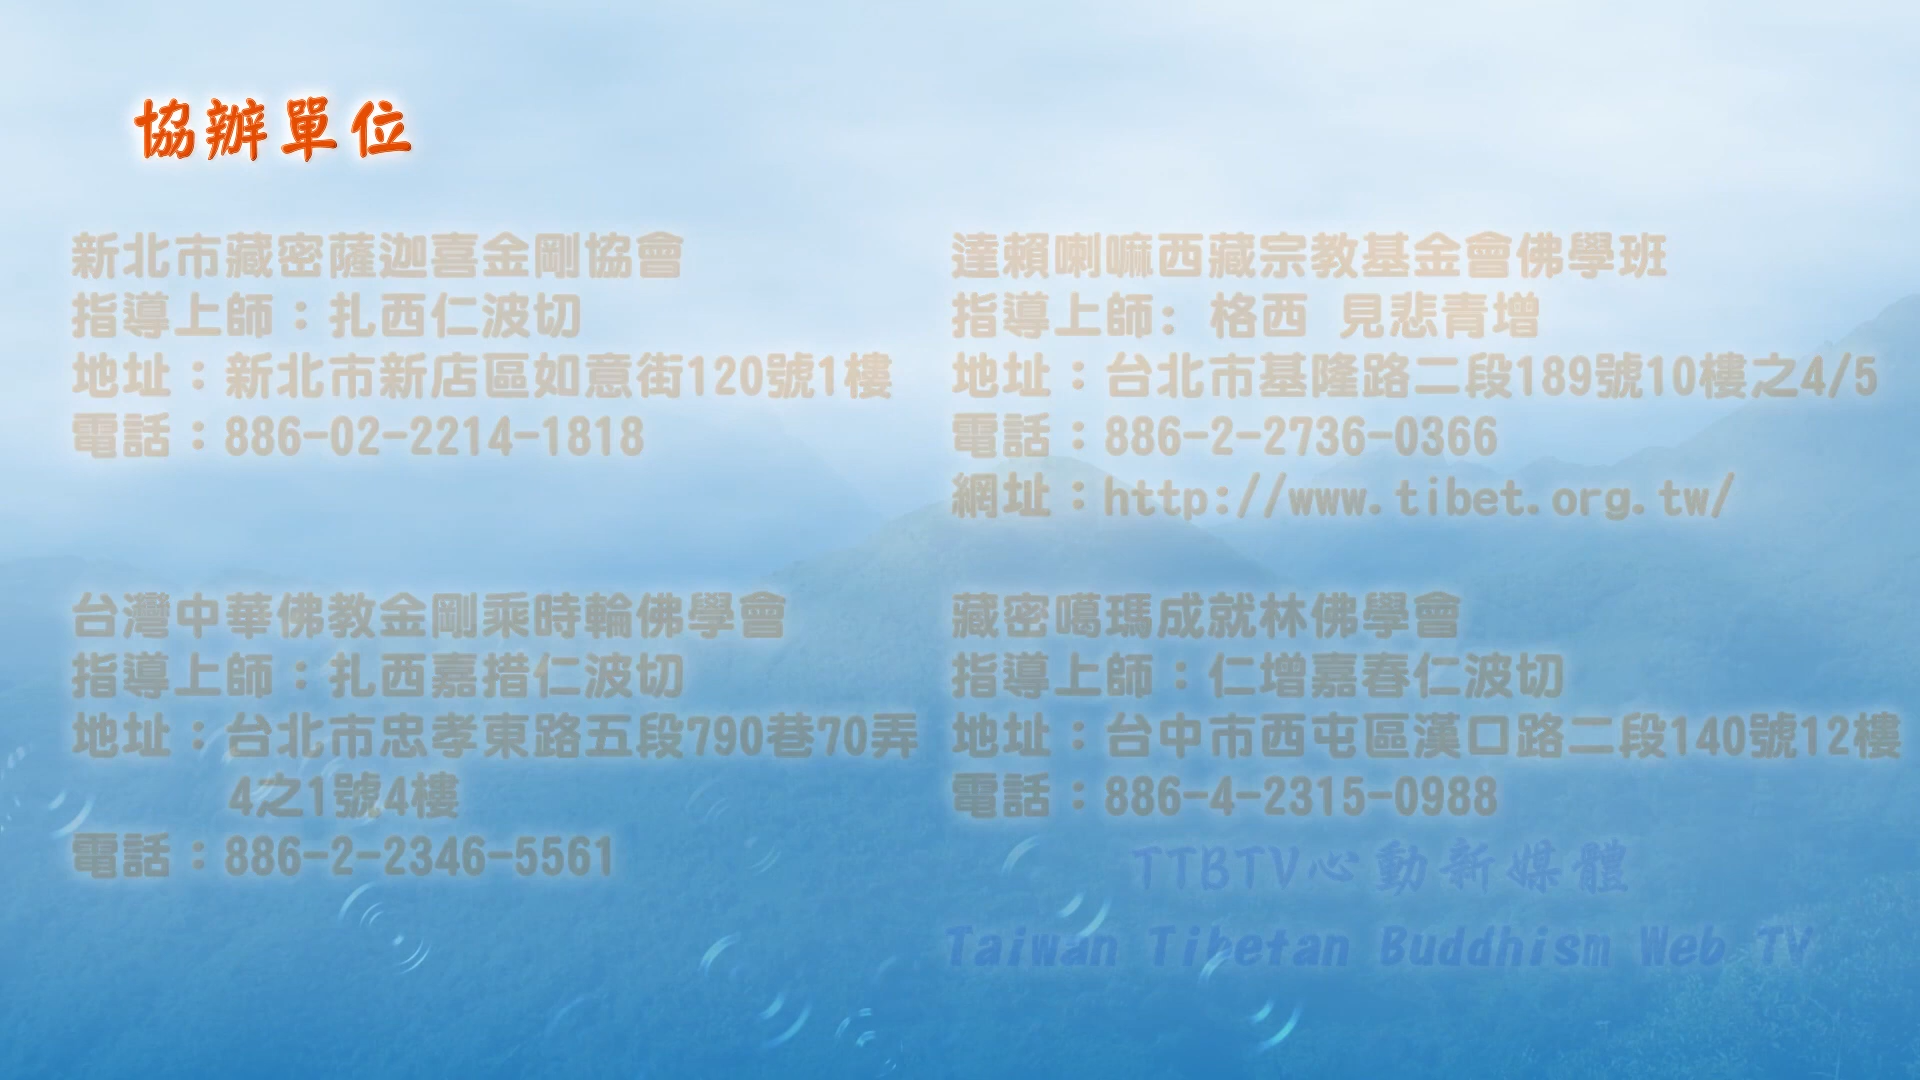 協辦單位
新北市藏密薩迦喜金剛協會
指導上師：扎西仁波切
地址：新北市新店區如意街120號1樓
電話：886-02-2214-1818
達賴喇嘛西藏宗教基金會佛學班
指導上師: 格西 見悲青增
地址：台北市基隆路二段189號10樓之4/5
電話：886-2-2736-0366
網址：http://www.tibet.org.tw/
台灣中華佛教金剛乘時輪佛學會
指導上師：扎西嘉措仁波切
地址：台北市忠孝東路五段790巷70弄
4之1號4樓
電話：886-2-2346-5561
藏密噶瑪成就林佛學會
指導上師：仁增嘉春仁波切
地址：台中市西屯區漢口路二段140號12樓
電話：886-4-2315-0988
TTBTV心動新媒體
Taiwan Tibetan Buddhism Web TV